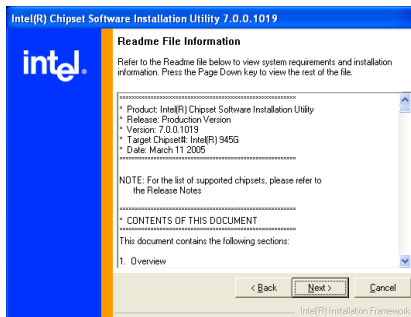 Intel(R) Chipset Software Installation Utility 7.0.0.1019
intel®
Readme File Information
Refer to the Readme file below to view system requirements and installation
information. Press the Page Down key to view the rest of the file.
* Product: Intel(R) Chipset Software Installation Utility
* Release: Production Version
* Version: 7.0.0.1019
* Target Chipset#: Intel(R) 945G
* Date: March 11 2005
NOTE: For the list of supported chipsets, please refer to
the Release Notes
* CONTENTS OF THIS DOCUMENT
This document contains the following sections:
1. Overview
< Back Next > Cancel
Intel(R) Installation Framework